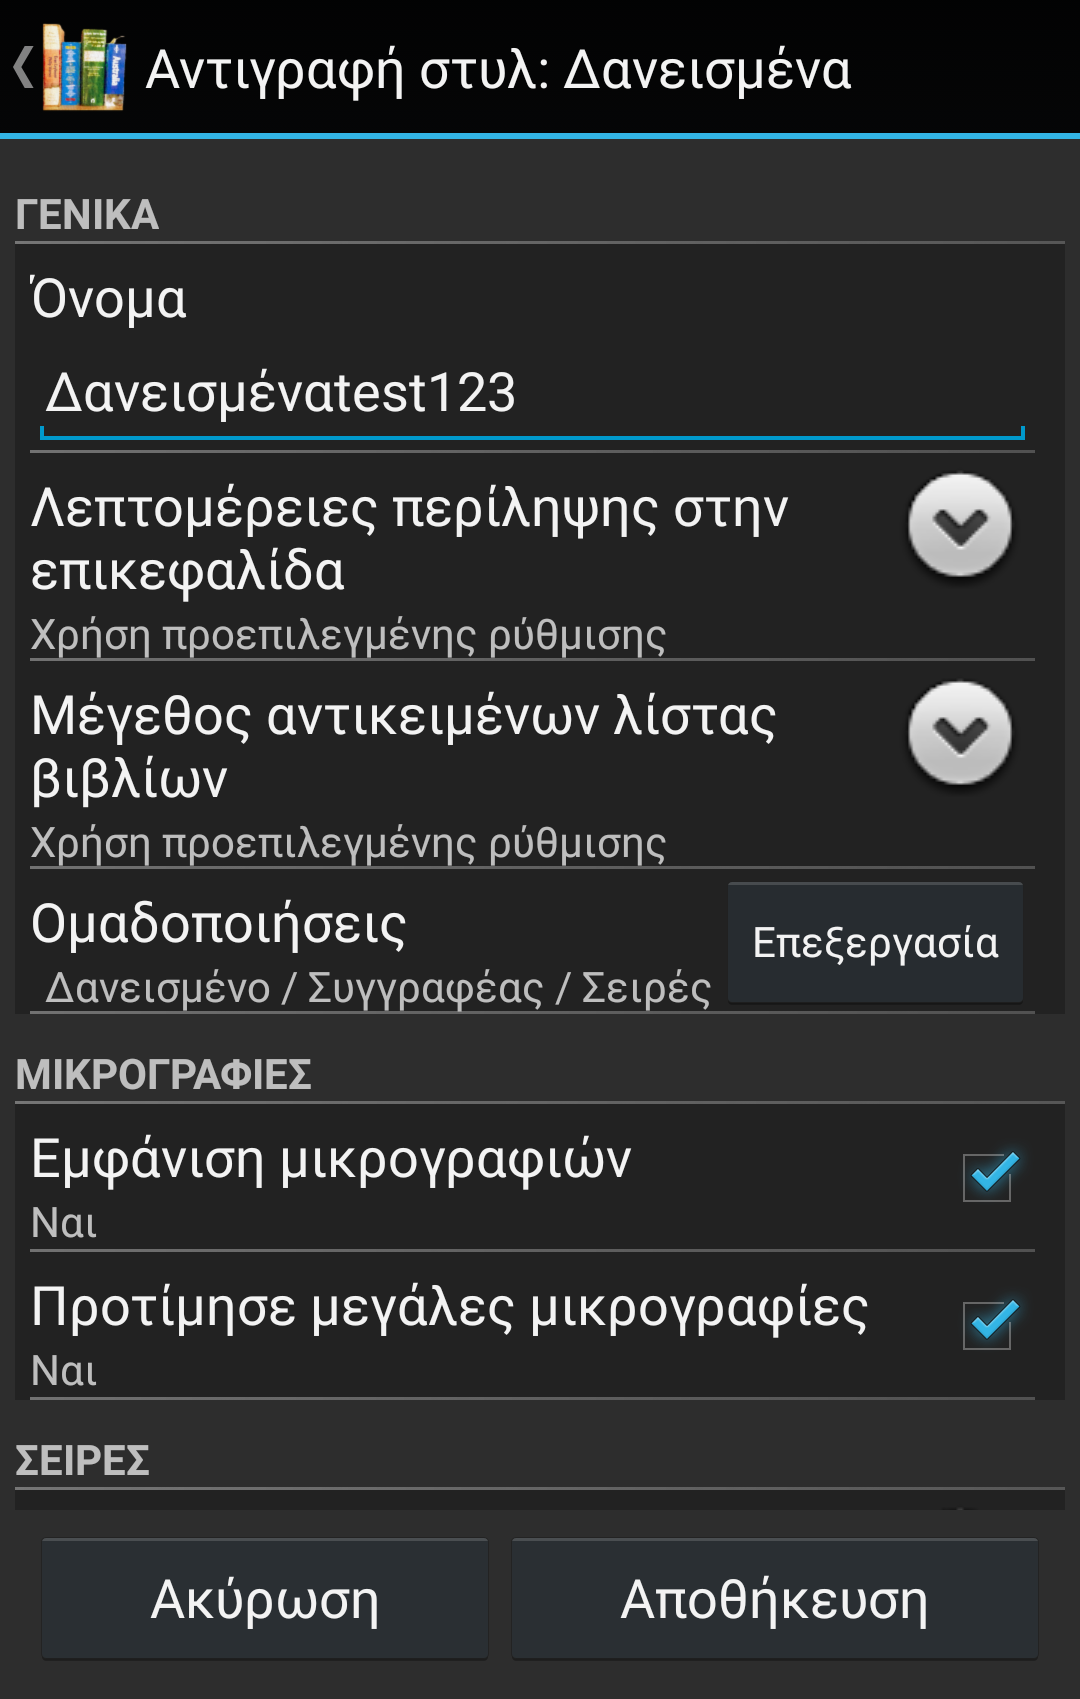 Αντιγραφή στυλ: Δανεισμένα
ΓΕΝΙΚΑ
Όνομα
Δανεισμέναtest123
Λεπτομέρειες περίληψης στην
επικεφαλίδα
Χρήση προεπιλεγμένης ρύθμισης
Μέγεθος αντικειμένων λίστας
βιβλίων
Χρήση προεπιλεγμένης ρύθμισης
Ομαδοποιήσεις
Επεξεργασία
Δανεισμένο / Συγγραφέας / Σειρές
ΜΙΚΡΟΓΡΑΦΙΕΣ
Εμφάνιση μικρογραφιών
Ναι
Προτίμησε μεγάλες μικρογραφίες
Ναι
ΣΕΙΡΕΣ
Ακύρωση
Αποθήκευση